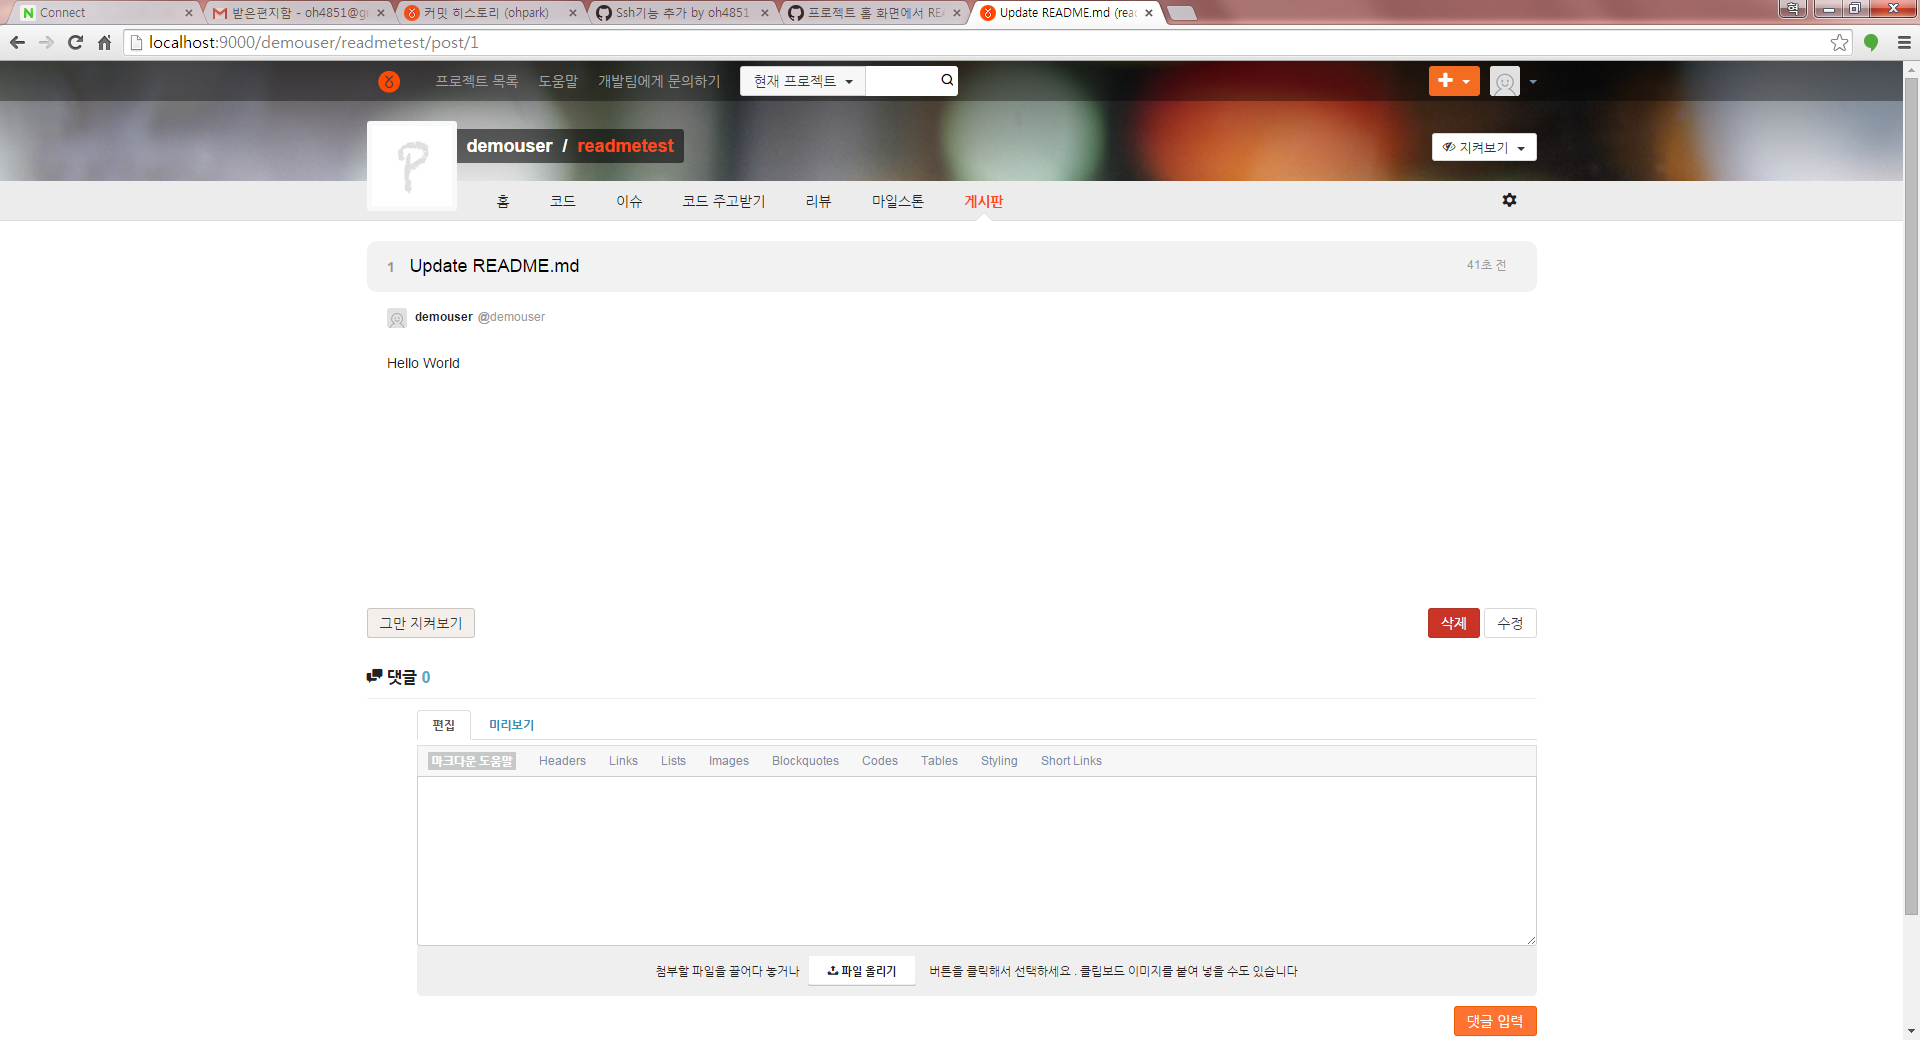 Connect
받은편지함 - oh4851@g
커밋 히스토리 (ohpark)
Ssh기능 추가 by oh4851
프로젝트 홈 화면에서 REA
Update README.md (rea
혁
localhost:9000/demouser/readmetest/post/1
프로젝트 목록
도움말
개발팀에게 문의하기
현재 프로젝트
demouser / readmetest
지켜보기
홈
코드
이슈
코드 주고받기
리뷰
마일스톤
게시판
1 Update README.md
41초 전
demouser @demouser
Hello World
그만 지켜보기
삭제
수정
댓글 0
편집
미리보기
마크다운 도움말
Headers
Links
Lists
Images
Blockquotes
Codes
Tables
Styling
Short Links
첨부할 파일을 끌어다 놓거나 파일 올리기 버튼을 클릭해서 선택하세요 . 클립보드 이미지를 붙여 넣을 수도 있습니다
댓글 입력